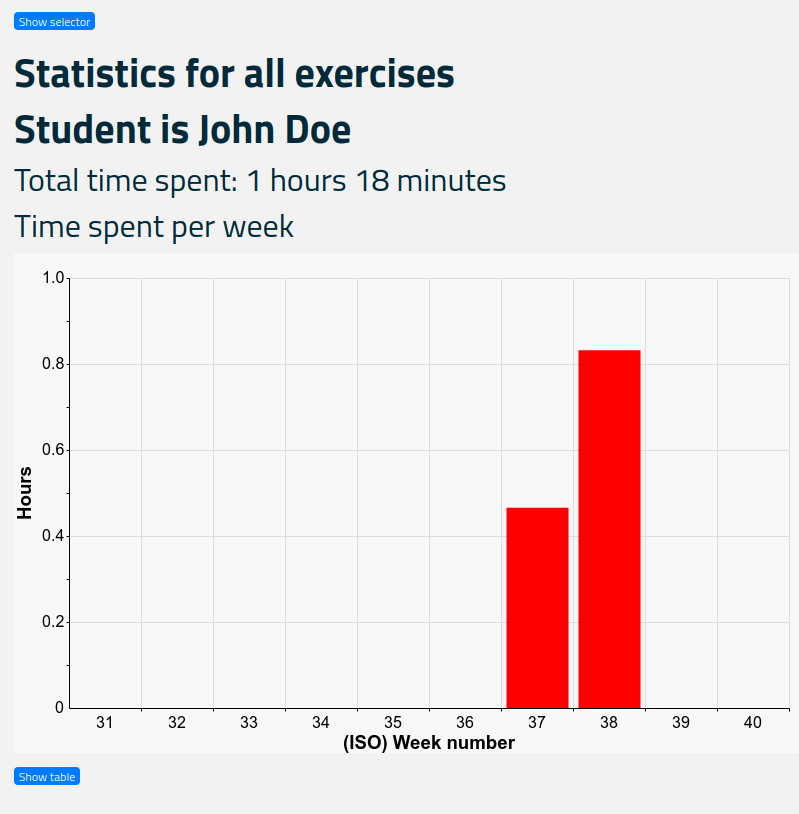 Show selector
Statistics for all exercises
Student is John Doe
Total time spent: 1 hours 18 minutes
Time spent per week
1.0
0.8
0.6
0.4
0.2
0
Hours
31 32 33 34 35 36 37 38 39 40
(ISO) Week number
Show table